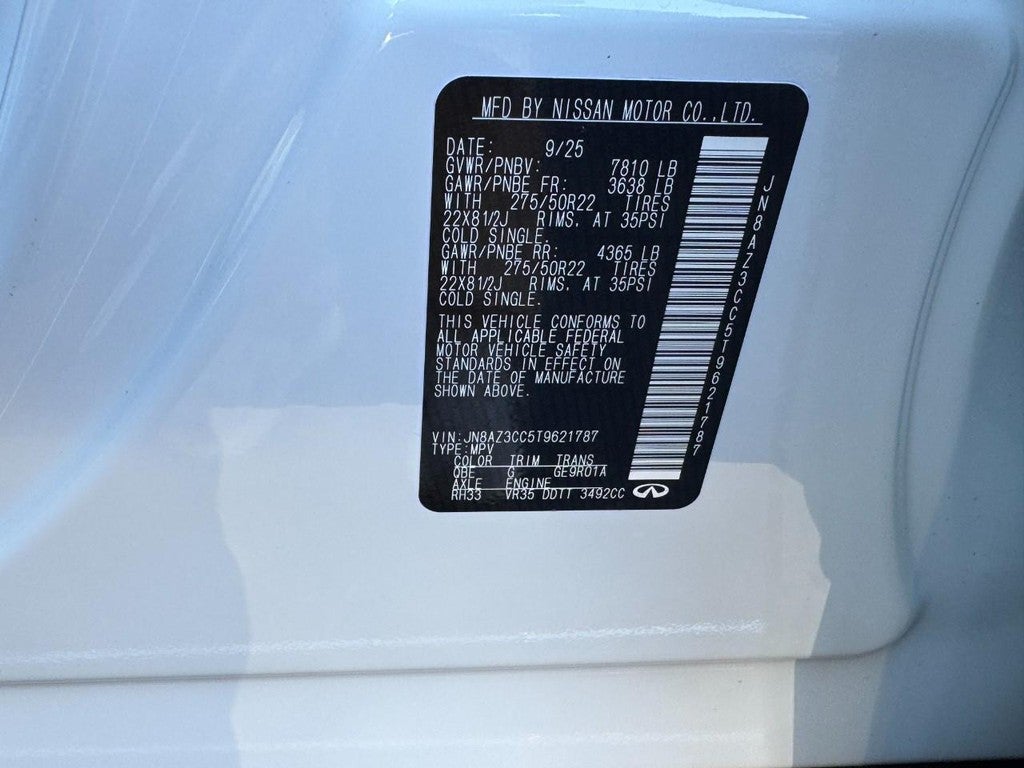 MFD BY NISSAN MOTOR CO.,LTD.
DATE: 9/25
GVWR/PNBV: 7810 LB
GAWR/PNBE FR: 3638 LB
WITH 275/50R22 TIRES
22X81/2J RIMS. AT 35PSI
COLD SINGLE.
GAWR/PNBE RR: 4365 LB
WITH 275/50R22 TIRES
22X81/2J RIMS. AT 35PSI
COLD SINGLE.
THIS VEHICLE CONFORMS TO
ALL APPLICABLE FEDERAL
MOTOR VEHICLE SAFETY
STANDARDS IN EFFECT ON
THE DATE OF MANUFACTURE
SHOWN ABOVE.
VIN:JN8AZ3CC5T9621787
TYPE:MPV
COLOR TRIM TRANS
QBE G GE9R01A
AXLE ENGINE
RH33 VR35 DDTT 3492CC
JN8AZ3CC5T9621787